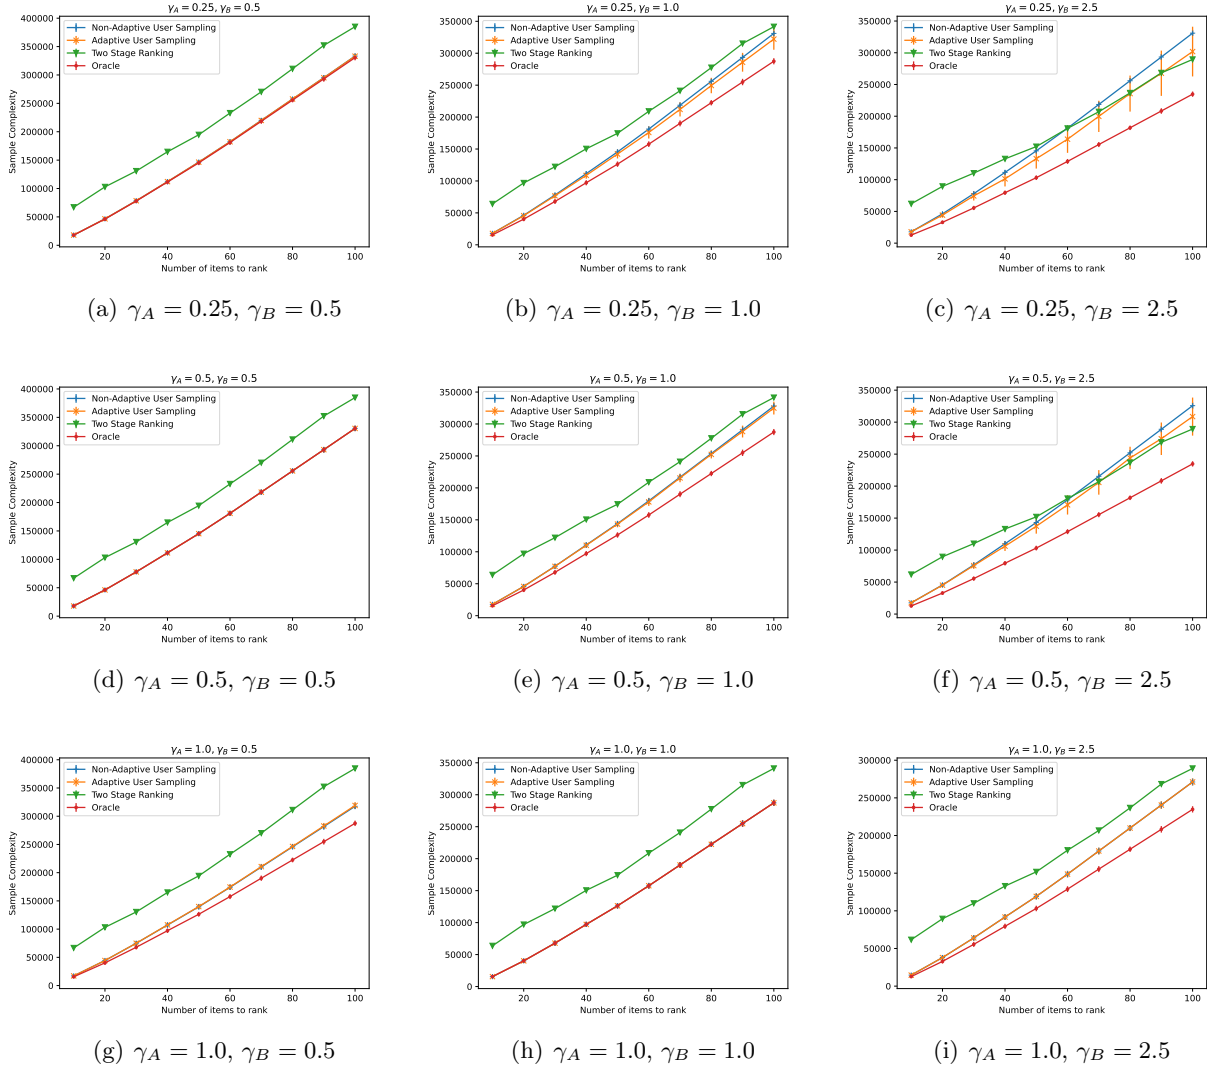 γA = 0.25, γB = 0.5
400000
350000
300000
250000
200000
150000
100000
50000
0
Sample Complexity
Non-Adaptive User Sampling
Adaptive User Sampling
Two Stage Ranking
Oracle
20 40 60 80 100
Number of items to rank
(a) γA = 0.25, γB = 0.5
γA = 0.25, γB = 1.0
350000
300000
250000
200000
150000
100000
50000
0
Sample Complexity
Non-Adaptive User Sampling
Adaptive User Sampling
Two Stage Ranking
Oracle
20 40 60 80 100
Number of items to rank
(b) γA = 0.25, γB = 1.0
γA = 0.25, γB = 2.5
350000
300000
250000
200000
150000
100000
50000
0
Sample Complexity
Non-Adaptive User Sampling
Adaptive User Sampling
Two Stage Ranking
Oracle
20 40 60 80 100
Number of items to rank
(c) γA = 0.25, γB = 2.5
γA = 0.5, γB = 0.5
400000
350000
300000
250000
200000
150000
100000
50000
0
Sample Complexity
Non-Adaptive User Sampling
Adaptive User Sampling
Two Stage Ranking
Oracle
20 40 60 80 100
Number of items to rank
(d) γA = 0.5, γB = 0.5
γA = 0.5, γB = 1.0
350000
300000
250000
200000
150000
100000
50000
0
Sample Complexity
Non-Adaptive User Sampling
Adaptive User Sampling
Two Stage Ranking
Oracle
20 40 60 80 100
Number of items to rank
(e) γA = 0.5, γB = 1.0
γA = 0.5, γB = 2.5
350000
300000
250000
200000
150000
100000
50000
0
Sample Complexity
Non-Adaptive User Sampling
Adaptive User Sampling
Two Stage Ranking
Oracle
20 40 60 80 100
Number of items to rank
(f) γA = 0.5, γB = 2.5
γA = 1.0, γB = 0.5
400000
350000
300000
250000
200000
150000
100000
50000
0
Sample Complexity
Non-Adaptive User Sampling
Adaptive User Sampling
Two Stage Ranking
Oracle
20 40 60 80 100
Number of items to rank
(g) γA = 1.0, γB = 0.5
γA = 1.0, γB = 1.0
350000
300000
250000
200000
150000
100000
50000
0
Sample Complexity
Non-Adaptive User Sampling
Adaptive User Sampling
Two Stage Ranking
Oracle
20 40 60 80 100
Number of items to rank
(h) γA = 1.0, γB = 1.0
γA = 1.0, γB = 2.5
300000
250000
200000
150000
100000
50000
0
Sample Complexity
Non-Adaptive User Sampling
Adaptive User Sampling
Two Stage Ranking
Oracle
20 40 60 80 100
Number of items to rank
(i) γA = 1.0, γB = 2.5